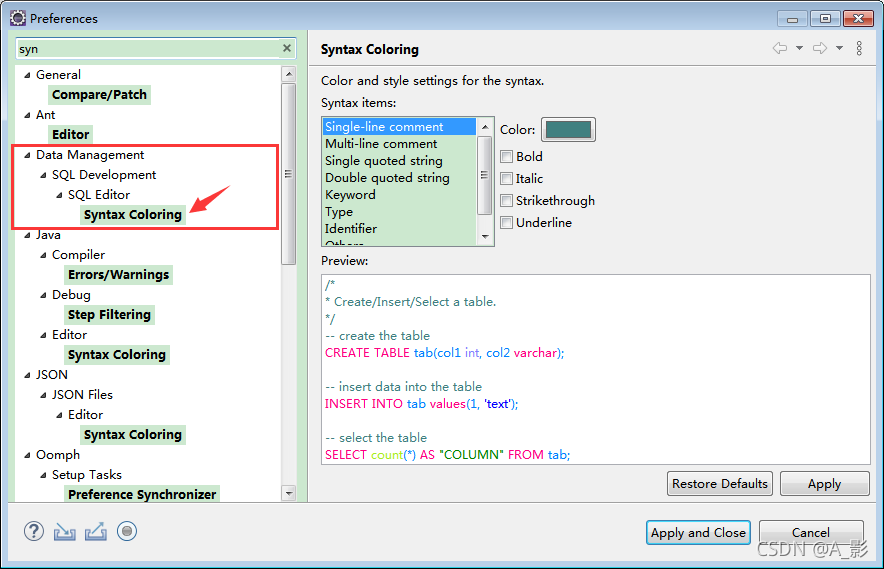 Preferences
syn
General
Compare/Patch
Ant
Editor
Data Management
SQL Development
SQL Editor
Syntax Coloring
Java
Compiler
Errors/Warnings
Debug
Step Filtering
Editor
Syntax Coloring
JSON
JSON Files
Editor
Syntax Coloring
Oomph
Setup Tasks
Preference Synchronizer
Syntax Coloring
Color and style settings for the syntax.
Syntax items:
Single-line comment
Multi-line comment
Single quoted string
Double quoted string
Keyword
Type
Identifier
Others
Color:
Bold
Italic
Strikethrough
Underline
Preview:
/*
* Create/Insert/Select a table.
*/
-- create the table
CREATE TABLE tab(col1 int, col2 varchar);
-- insert data into the table
INSERT INTO tab values(1, 'text');
-- select the table
SELECT count(*) AS "COLUMN" FROM tab;
Restore Defaults
Apply
Apply and Close
Cancel
CSDN @A_影